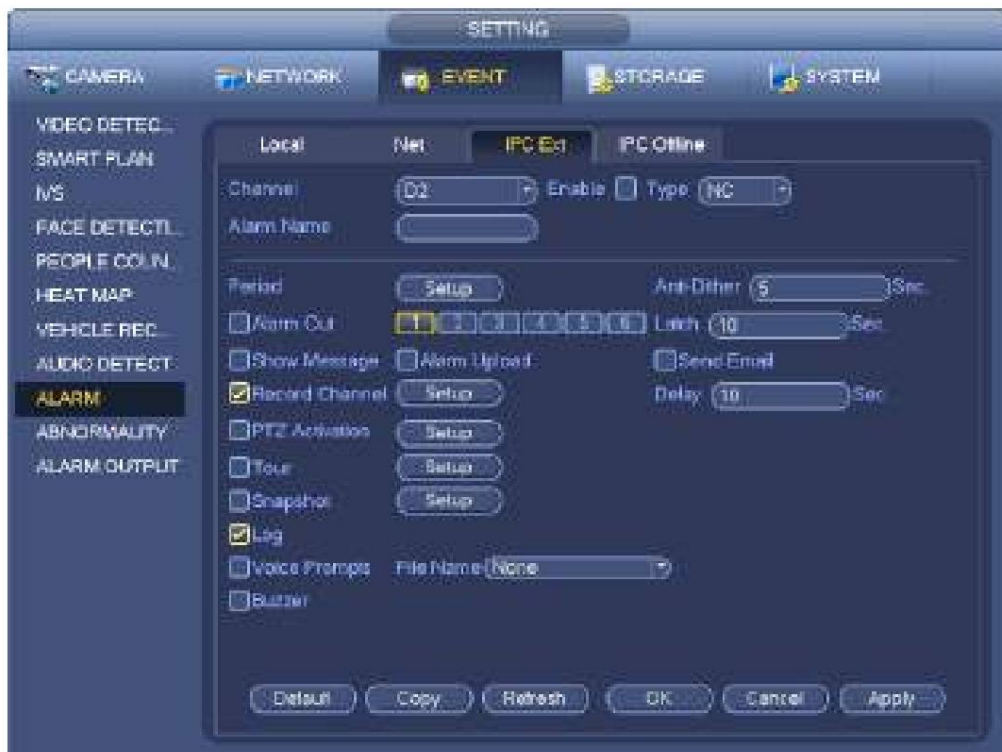 SETTING
CAMERA NETWORK EVENT STORAGE SYSTEM
VIDEO DETEC...
SMART PLAN
IVS
FACE DETECTI...
PEOPLE COUN...
HEAT MAP
VEHICLE REC...
AUDIO DETECT
ALARM
ABNORMALITY
ALARM OUTPUT
Local Net IPC Ext IPC Offline
Channel D2 Enable Type NC
Alarm Name
Period Setup Anti-Dither 5 Sec.
Alarm Out 1 2 3 4 5 6 Latch 10 Sec.
Show Message Alarm Upload Send Email
Record Channel Setup Delay 10 Sec.
PTZ Activation Setup
Tour Setup
Snapshot Setup
Log
Voice Prompts File Name None
Buzzer
Default Copy Refresh OK Cancel Apply